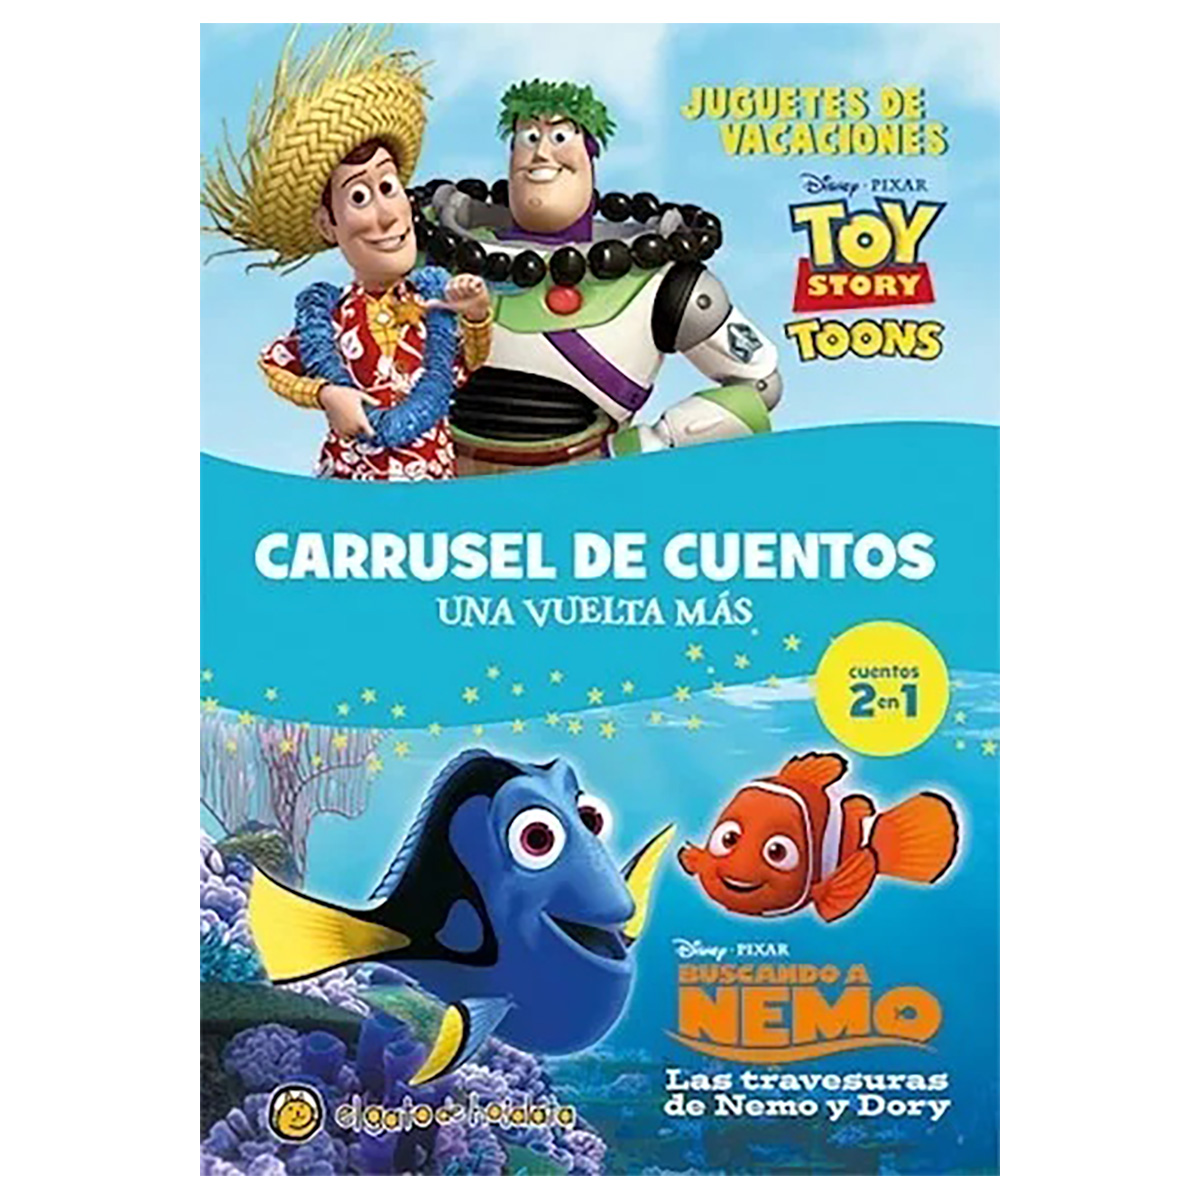 JUGUETES DE
VACACIONES
Disney · PIXAR
TOY
STORY
TOONS
CARRUSEL DE CUENTOS
UNA VUELTA MÁS
cuentos
2 en 1
Disney · PIXAR
BUSCANDO A
NEMO
Las travesuras
de Nemo y Dory
el gato de hojalata